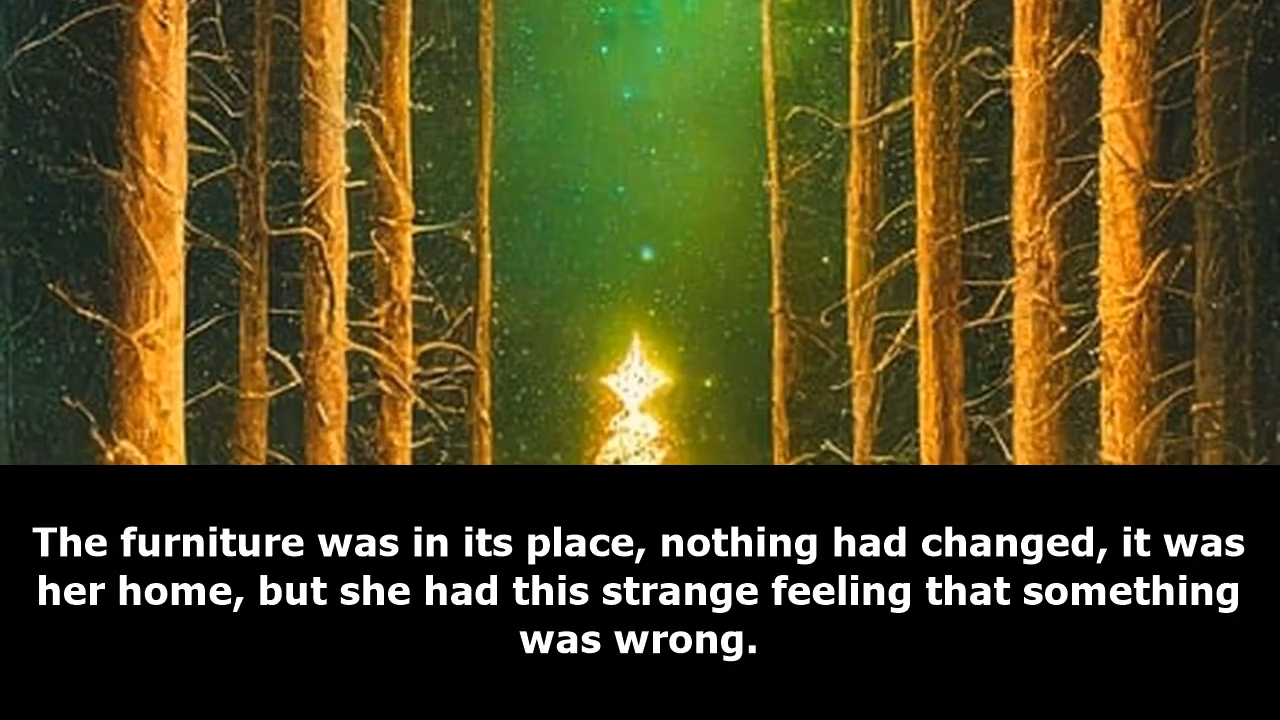 The furniture was in its place, nothing had changed, it was
her home, but she had this strange feeling that something
was wrong.